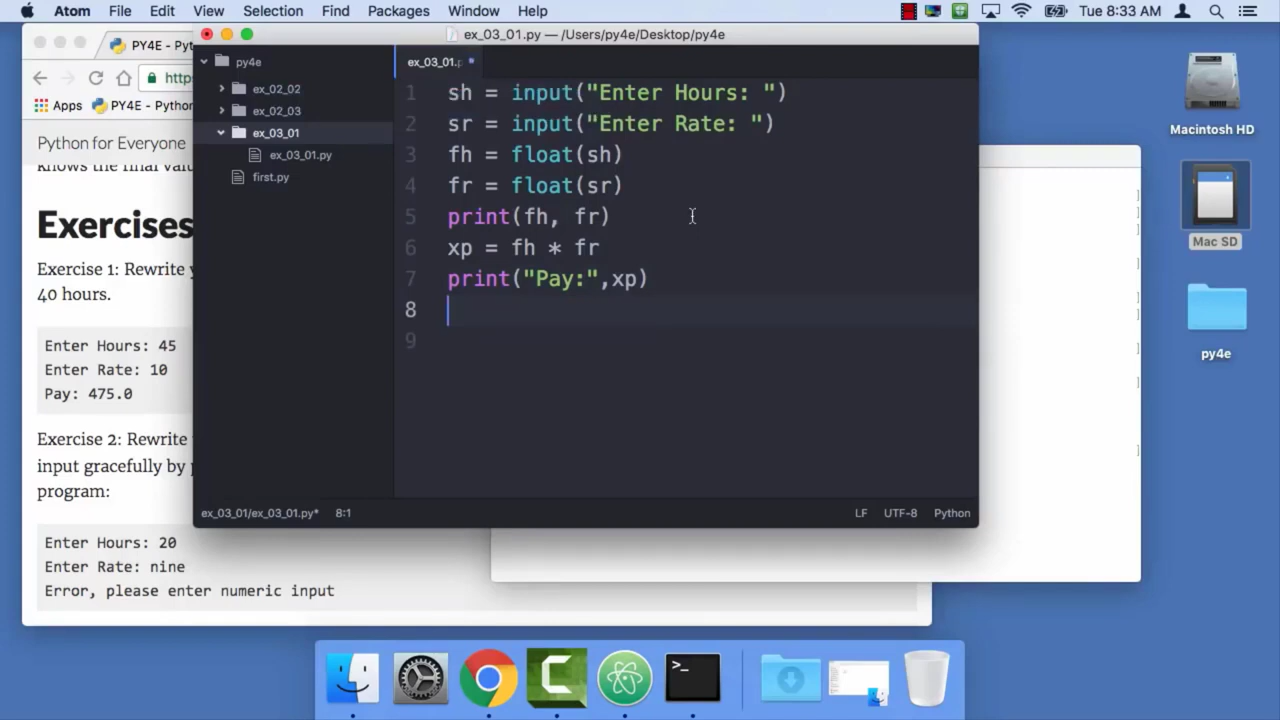 Atom File Edit View Selection Find Packages Window Help Tue 8:33 AM
ex_03_01.py — /Users/py4e/Desktop/py4e
PY4E - Pyt
https
Apps PY4E - Python
Python for Everyone
knows the final valu
Exercises
Exercise 1: Rewrite y
40 hours.
Enter Hours: 45
Enter Rate: 10
Pay: 475.0
Exercise 2: Rewrite
input gracefully by p
program:
Enter Hours: 20
Enter Rate: nine
Error, please enter numeric input
py4e
ex_02_02
ex_02_03
ex_03_01
ex_03_01.py
first.py
ex_03_01.p
1 sh = input("Enter Hours: ")
2 sr = input("Enter Rate: ")
3 fh = float(sh)
4 fr = float(sr)
5 print(fh, fr)
6 xp = fh * fr
7 print("Pay:",xp)
8
9
ex_03_01/ex_03_01.py* 8:1 LF UTF-8 Python
Macintosh HD
Mac SD
py4e